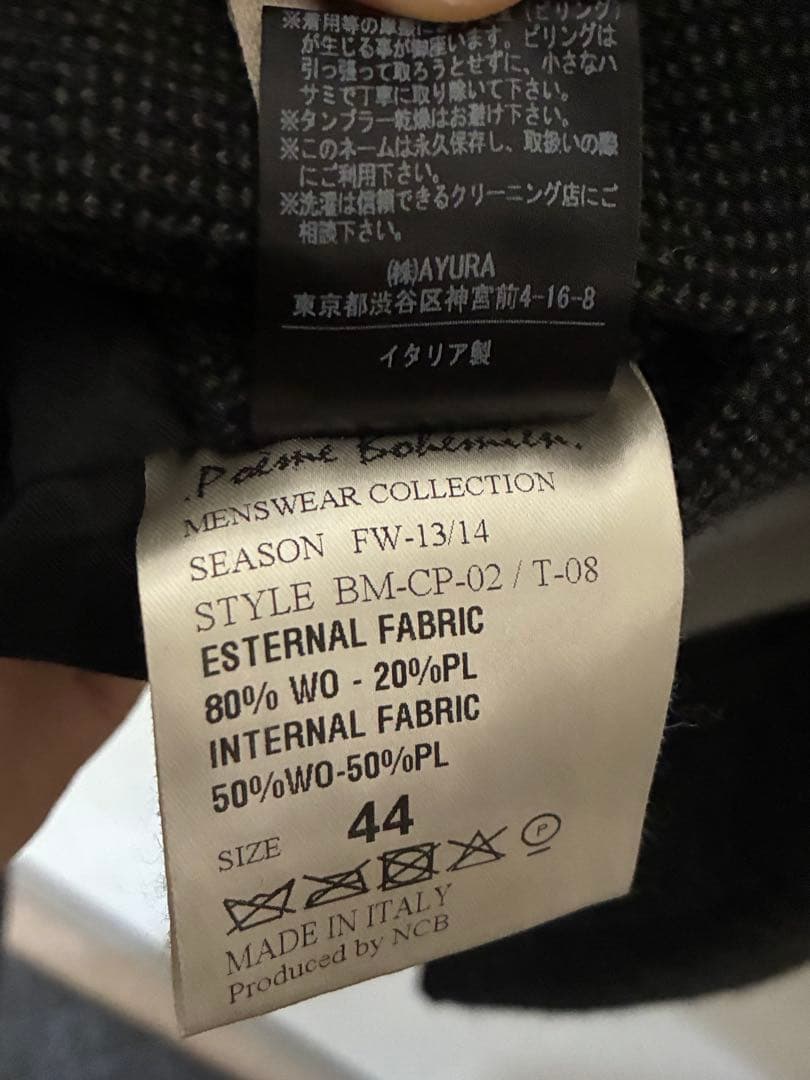 ※着用等の摩擦に (ピリング)
が生じる事が御座います。ピリングは
引っ張って取ろうとせずに、小さなハ
サミで丁寧に取り除いて下さい。
※タンブラー乾燥はお避け下さい。
※このネームは永久保存し、取扱いの際
にご利用下さい。
※洗濯は信頼できるクリーニング店にご
相談下さい。
㈱AYURA
東京都渋谷区神宮前4-16-8
イタリア製
.Poème Bohémien.
MENSWEAR COLLECTION
SEASON FW-13/14
STYLE BM-CP-02 / T-08
ESTERNAL FABRIC
80% WO - 20%PL
INTERNAL FABRIC
50%WO-50%PL
SIZE 44
P
MADE IN ITALY
Produced by NCB